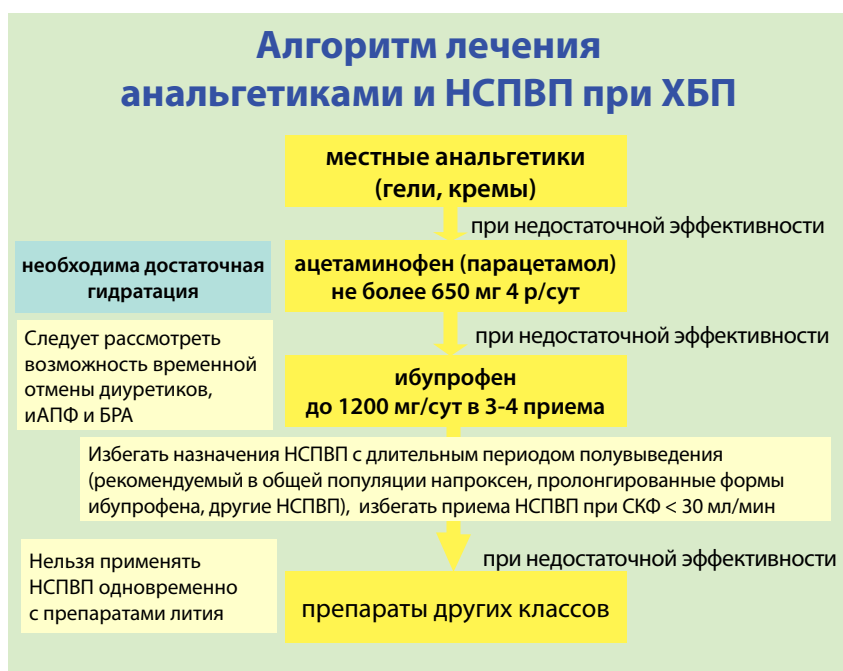 Алгоритм лечения
анальгетиками и НСПВП при ХБП
местные анальгетики
(гели, кремы)
при недостаточной эффективности
необходима достаточная
гидратация
ацетаминофен (парацетамол)
не более 650 мг 4 р/сут
при недостаточной эффективности
Следует рассмотреть
возможность временной
отмены диуретиков,
иАПФ и БРА
ибупрофен
до 1200 мг/сут в 3-4 приема
Избегать назначения НСПВП с длительным периодом полувыведения
(рекомендуемый в общей популяции напроксен, пролонгированные формы
ибупрофена, другие НСПВП), избегать приема НСПВП при СКФ < 30 мл/мин
при недостаточной эффективности
Нельзя применять
НСПВП одновременно
с препаратами лития
препараты других классов